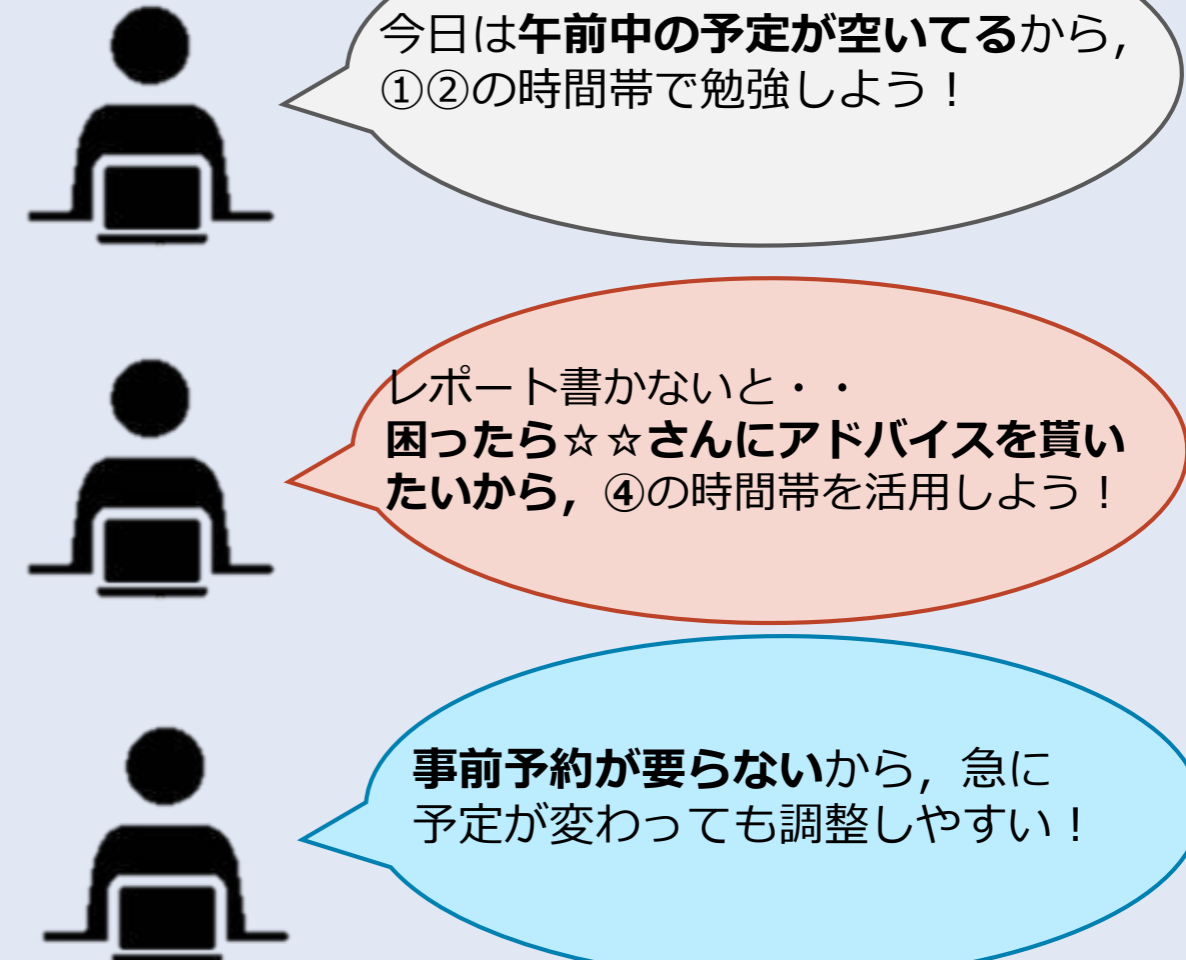 今日は午前中の予定が空いてるから，
①②の時間帯で勉強しよう！
レポート書かないと・・
困ったら☆☆さんにアドバイスを貰い
たいから，④の時間帯を活用しよう！
事前予約が要らないから，急に
予定が変わっても調整しやすい！